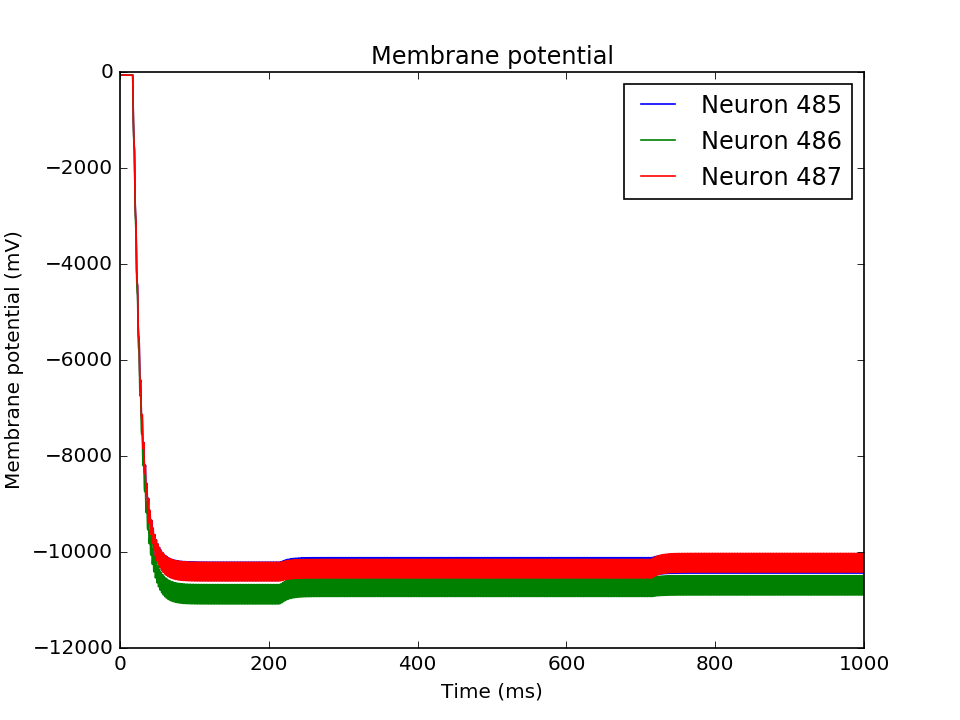 Membrane potential
Neuron 485
Neuron 486
Neuron 487
Membrane potential (mV)
0
−2000
−4000
−6000
−8000
−10000
−12000
0 200 400 600 800 1000
Time (ms)